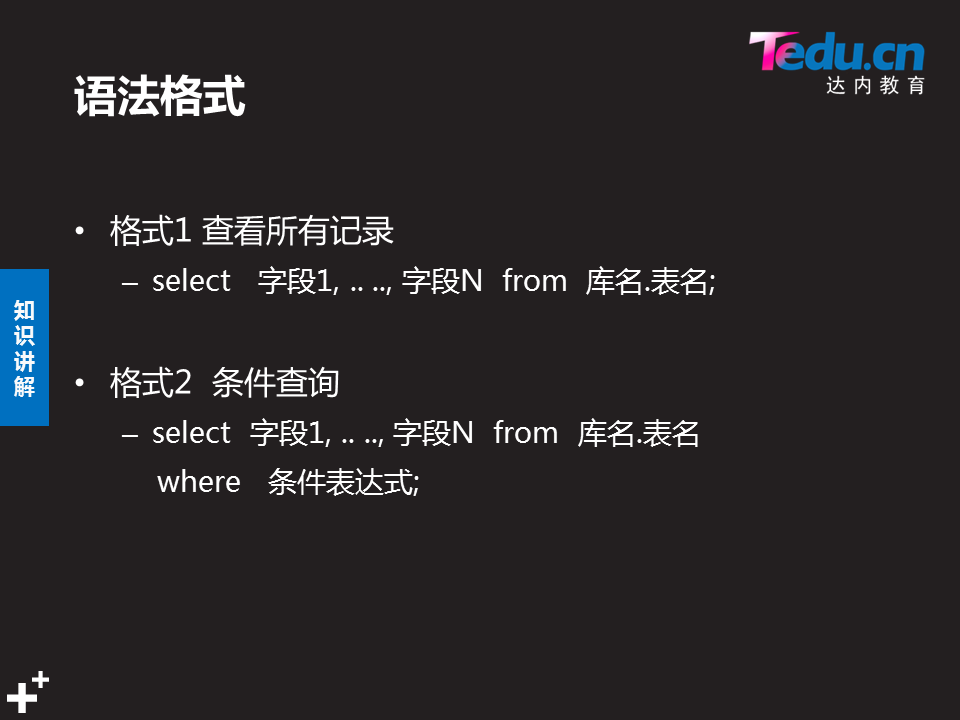 Tedu.cn
达内教育
语法格式
• 格式1 查看所有记录
– select 字段1, .. .., 字段N from 库名.表名;
知识讲解
• 格式2 条件查询
– select 字段1, .. .., 字段N from 库名.表名
where 条件表达式;